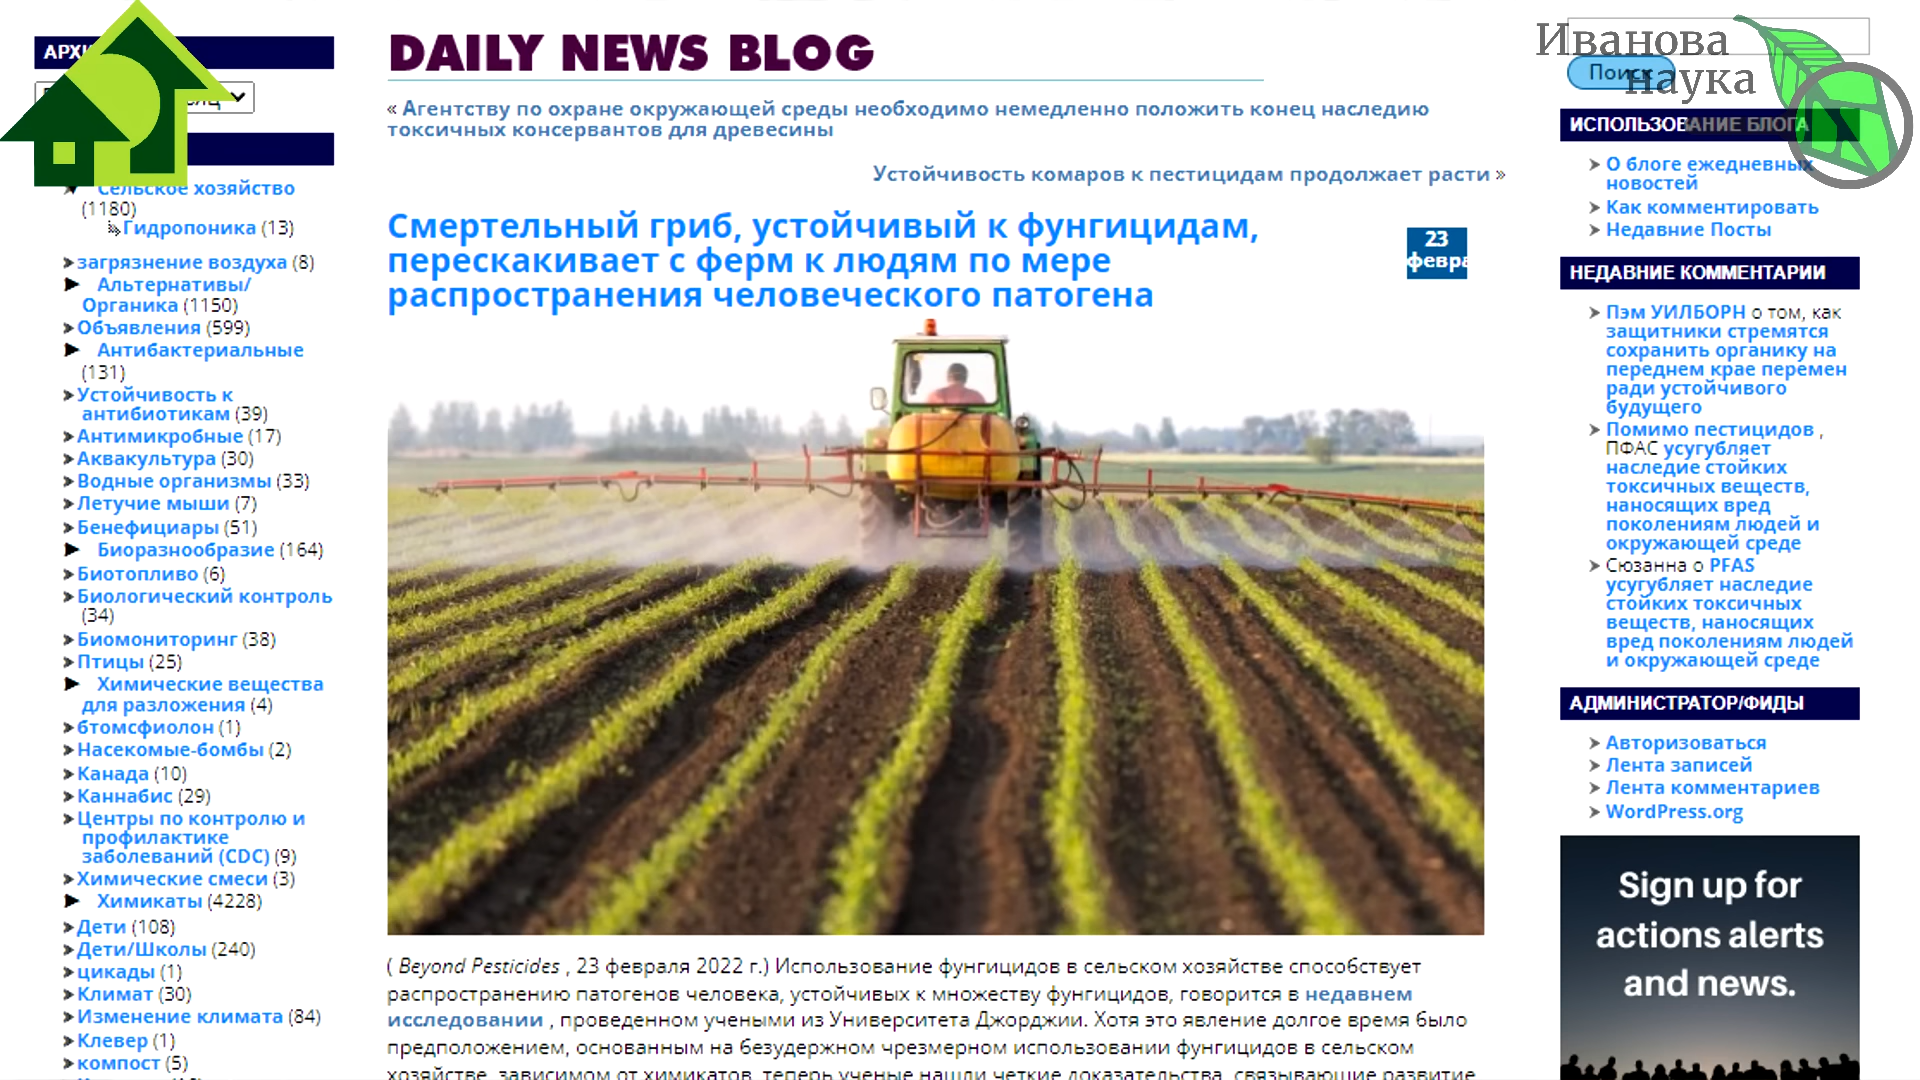 DAILY NEWS BLOG
« Агентству по охране окружающей среды необходимо немедленно положить конец наследию
токсичных консервантов для древесины
Устойчивость комаров к пестицидам продолжает расти »
Смертельный гриб, устойчивый к фунгицидам,
перескакивает с ферм к людям по мере
распространения человеческого патогена
23
( Beyond Pesticides , 23 февраля 2022 г.) Использование фунгицидов в сельском хозяйстве способствует
распространению патогенов человека, устойчивых к множеству фунгицидов, говорится в недавнем
исследовании , проведенном учеными из Университета Джорджии. Хотя это явление долгое время было
предположением, основанным на безудержном чрезмерном использовании фунгицидов в сельском
хозяйстве, зависимом от химикатов, теперь ученые нашли четкие доказательства, связывающие развитие
Сельское хозяйство
(1180)
Гидропоника (13)
загрязнение воздуха (8)
Альтернативы/
Органика (1150)
Объявления (599)
Антибактериальные
(131)
Устойчивость к
антибиотикам (39)
Антимикробные (17)
Аквакультура (30)
Водные организмы (33)
Летучие мыши (7)
Бенефициары (51)
Биоразнообразие (164)
Биотопливо (6)
Биологический контроль
(34)
Биомониторинг (38)
Птицы (25)
Химические вещества
для разложения (4)
бтомсфиолон (1)
Насекомые-бомбы (2)
Канада (10)
Каннабис (29)
Центры по контролю и
профилактике
заболеваний (CDC) (9)
Химические смеси (3)
Химикаты (4228)
Дети (108)
Дети/Школы (240)
цикады (1)
Климат (30)
Изменение климата (84)
Клевер (1)
компост (5)
Иванова
наука
Поиск
ИСПОЛЬЗОВАНИЕ БЛОГА
О блоге ежедневных
новостей
Как комментировать
Недавние Посты
НЕДАВНИЕ КОММЕНТАРИИ
Пэм УИЛБОРН о том, как
защитники стремятся
сохранить органику на
переднем крае перемен
ради устойчивого
будущего
Помимо пестицидов ,
ПФАС усугубляет
наследие стойких
токсичных веществ,
наносящих вред
поколениям людей и
окружающей среде
Сюзанна о PFAS
усугубляет наследие
стойких токсичных
веществ, наносящих
вред поколениям людей
и окружающей среде
АДМИНИСТРАТОР/ФИДЫ
Авторизоваться
Лента записей
Лента комментариев
WordPress.org
Sign up for
actions alerts
and news.